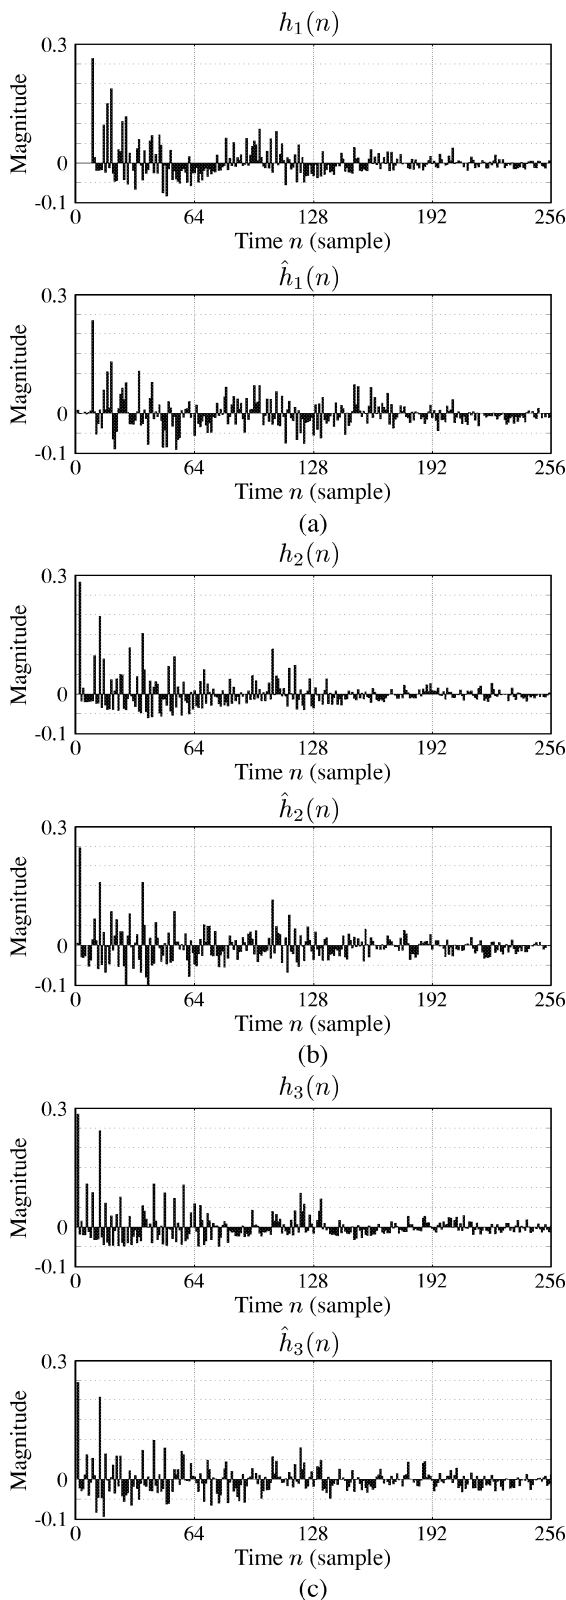 h₁(n)
0.3
Magnitude
0
-0.1
0 64 128 192 256
Time n (sample)
ĥ₁(n)
0.3
Magnitude
0
-0.1
0 64 128 192 256
Time n (sample)
(a)
h₂(n)
0.3
Magnitude
0
-0.1
0 64 128 192 256
Time n (sample)
ĥ₂(n)
0.3
Magnitude
0
-0.1
0 64 128 192 256
Time n (sample)
(b)
h₃(n)
0.3
Magnitude
0
-0.1
0 64 128 192 256
Time n (sample)
ĥ₃(n)
0.3
Magnitude
0
-0.1
0 64 128 192 256
Time n (sample)
(c)